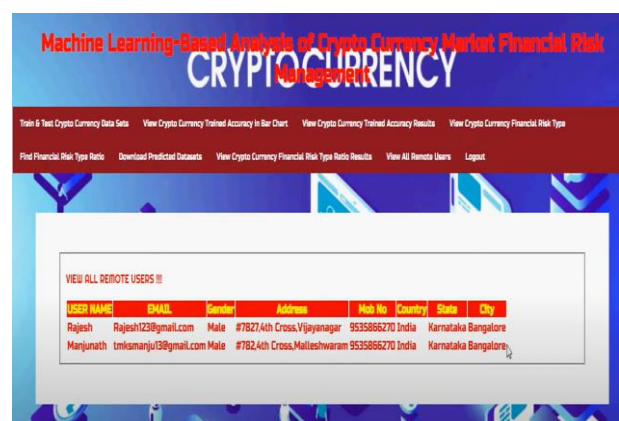 Machine Learning-Based Analysis of Crypto Currency Market Financial Risk
Management
CRYPTOCURRENCY
Train & Test Crypto Currency Data Sets View Crypto Currency Trained Accuracy in Bar Chart View Crypto Currency Trained Accuracy Results View Crypto Currency Financial Risk Type
Find Financial Risk Type Ratio Download Predicted Datasets View Crypto Currency Financial Risk Type Ratio Results View All Remote Users Logout
VIEW ALL REMOTE USERS !!!
USER NAME EMAIL Gender Address Mob No Country State City
Rajesh Rajesh123@gmail.com Male #7827,4th Cross,Vijayanagar 9535866270 India Karnataka Bangalore
Manjunath tmksmanju13@gmail.com Male #782,4th Cross,Malleshwaram 9535866270 India Karnataka Bangalore